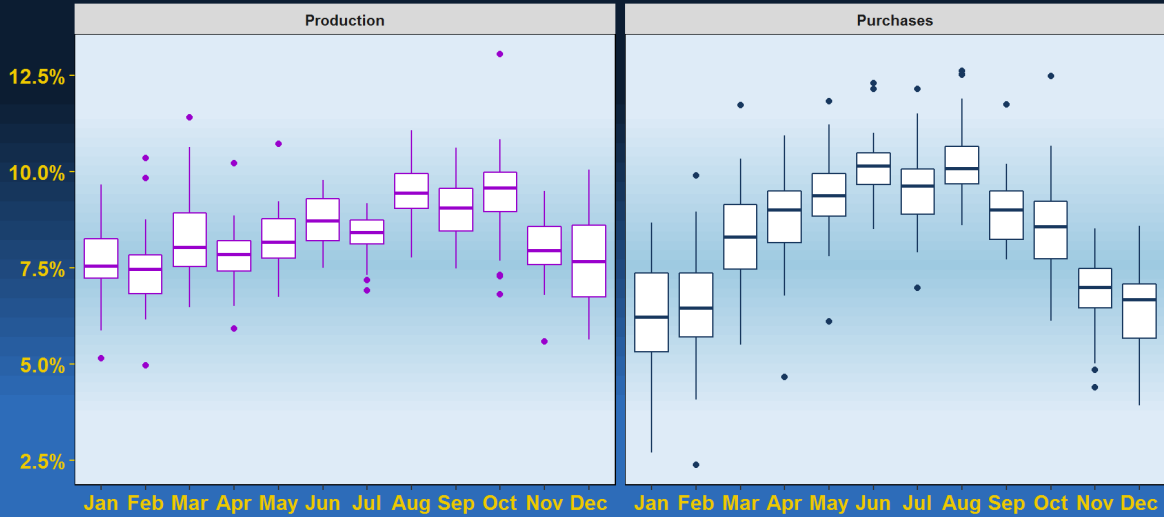 Production
Purchases
12.5%
10.0%
7.5%
5.0%
2.5%
Jan Feb Mar Apr May Jun Jul Aug Sep Oct Nov Dec
Jan Feb Mar Apr May Jun Jul Aug Sep Oct Nov Dec